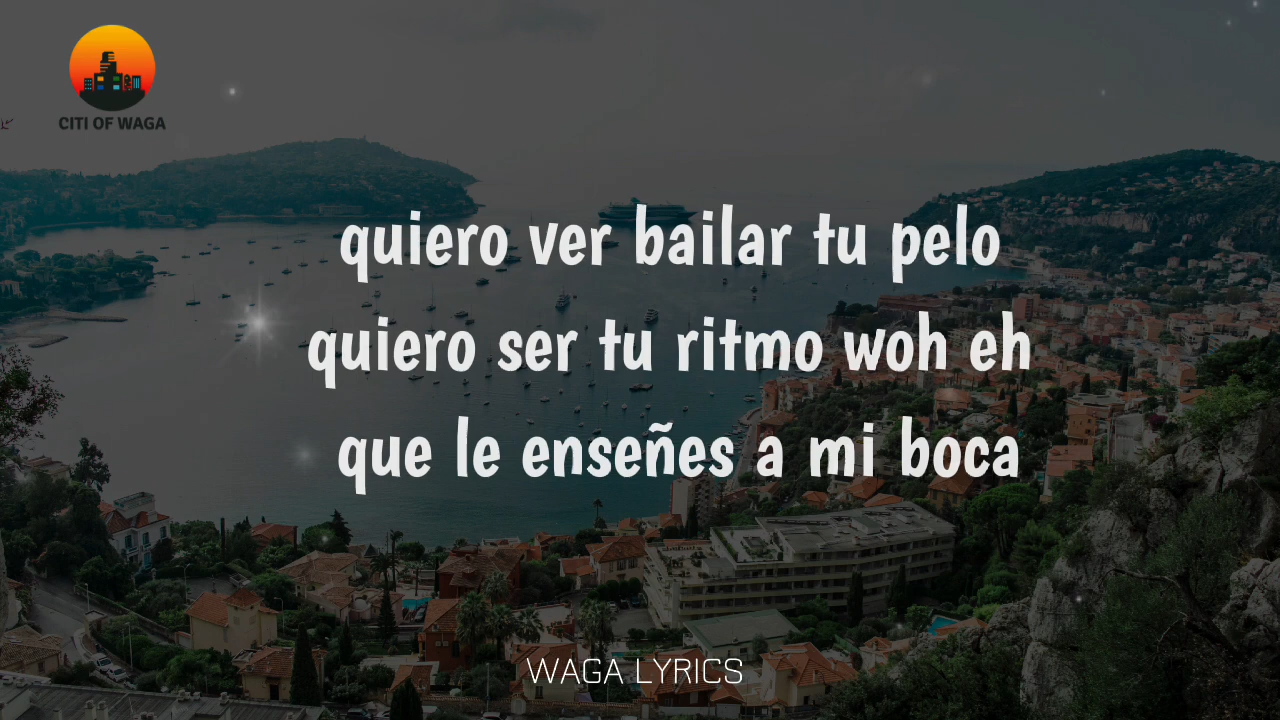 CITI OF WAGA
quiero ver bailar tu pelo
quiero ser tu ritmo woh eh
que le enseñes a mi boca
WAGA LYRICS